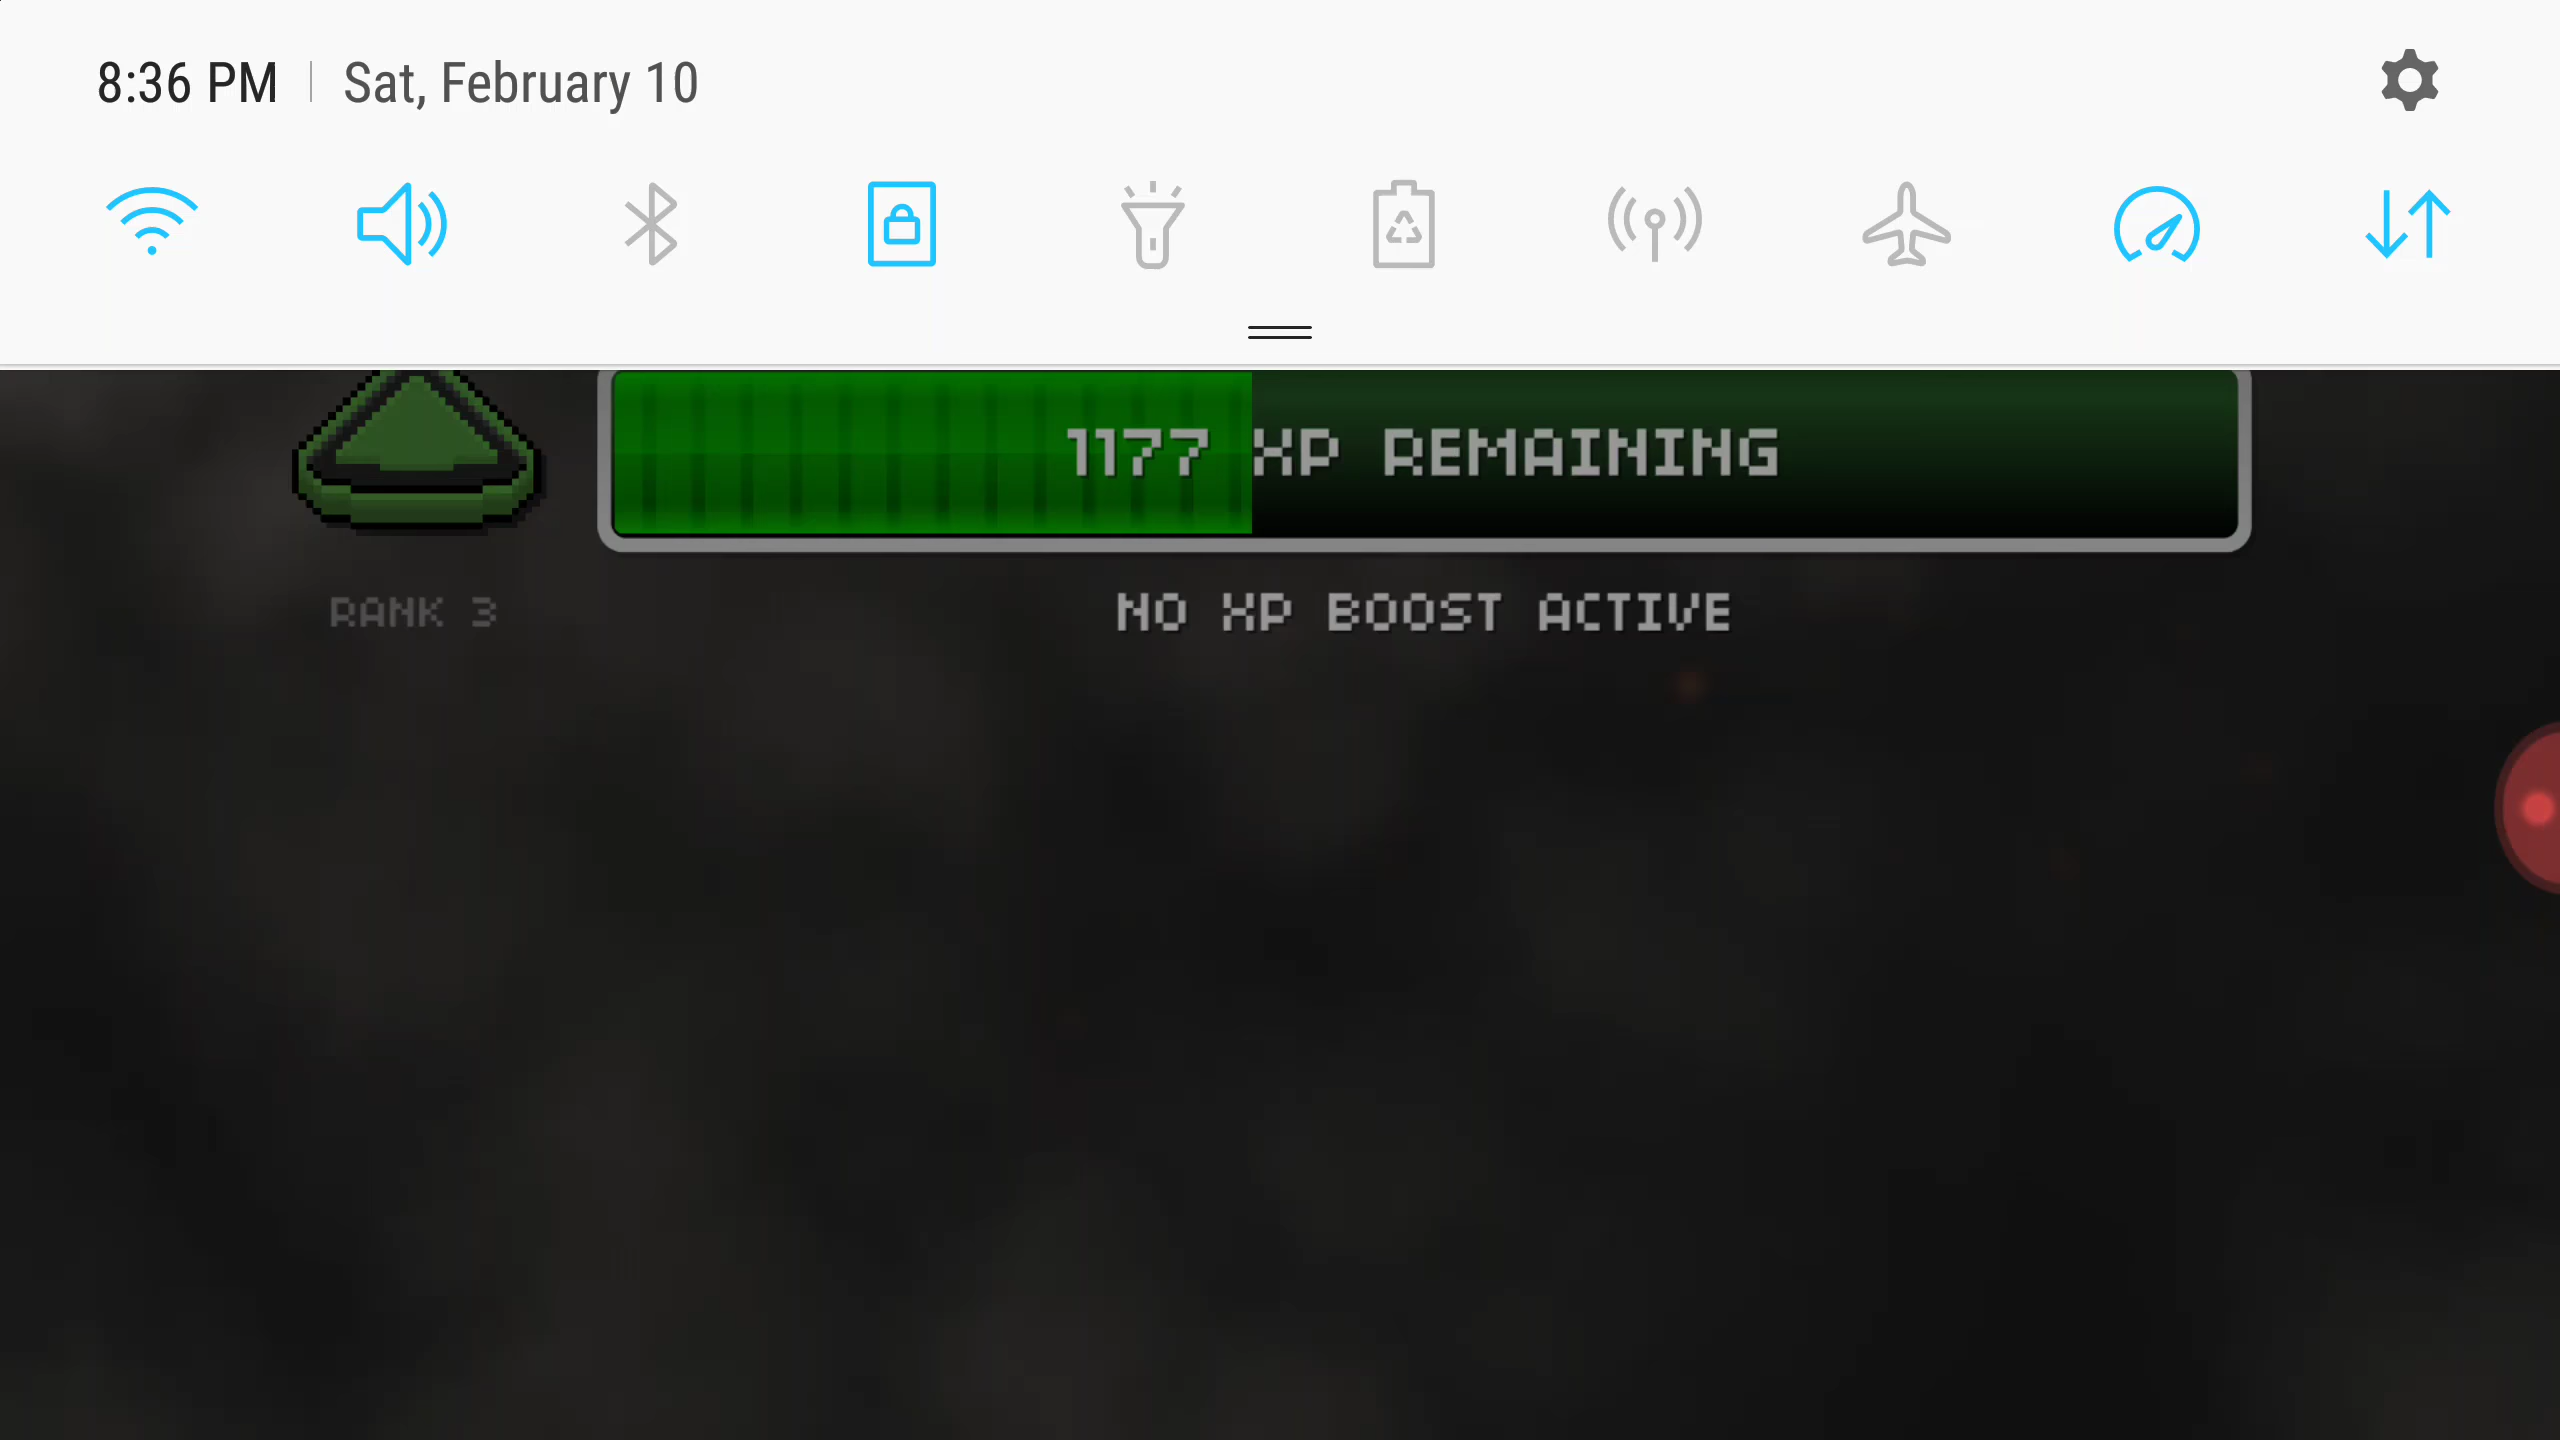 8:36 PM | Sat, February 10
1177 XP REMAINING
RANK 3
NO XP BOOST ACTIVE